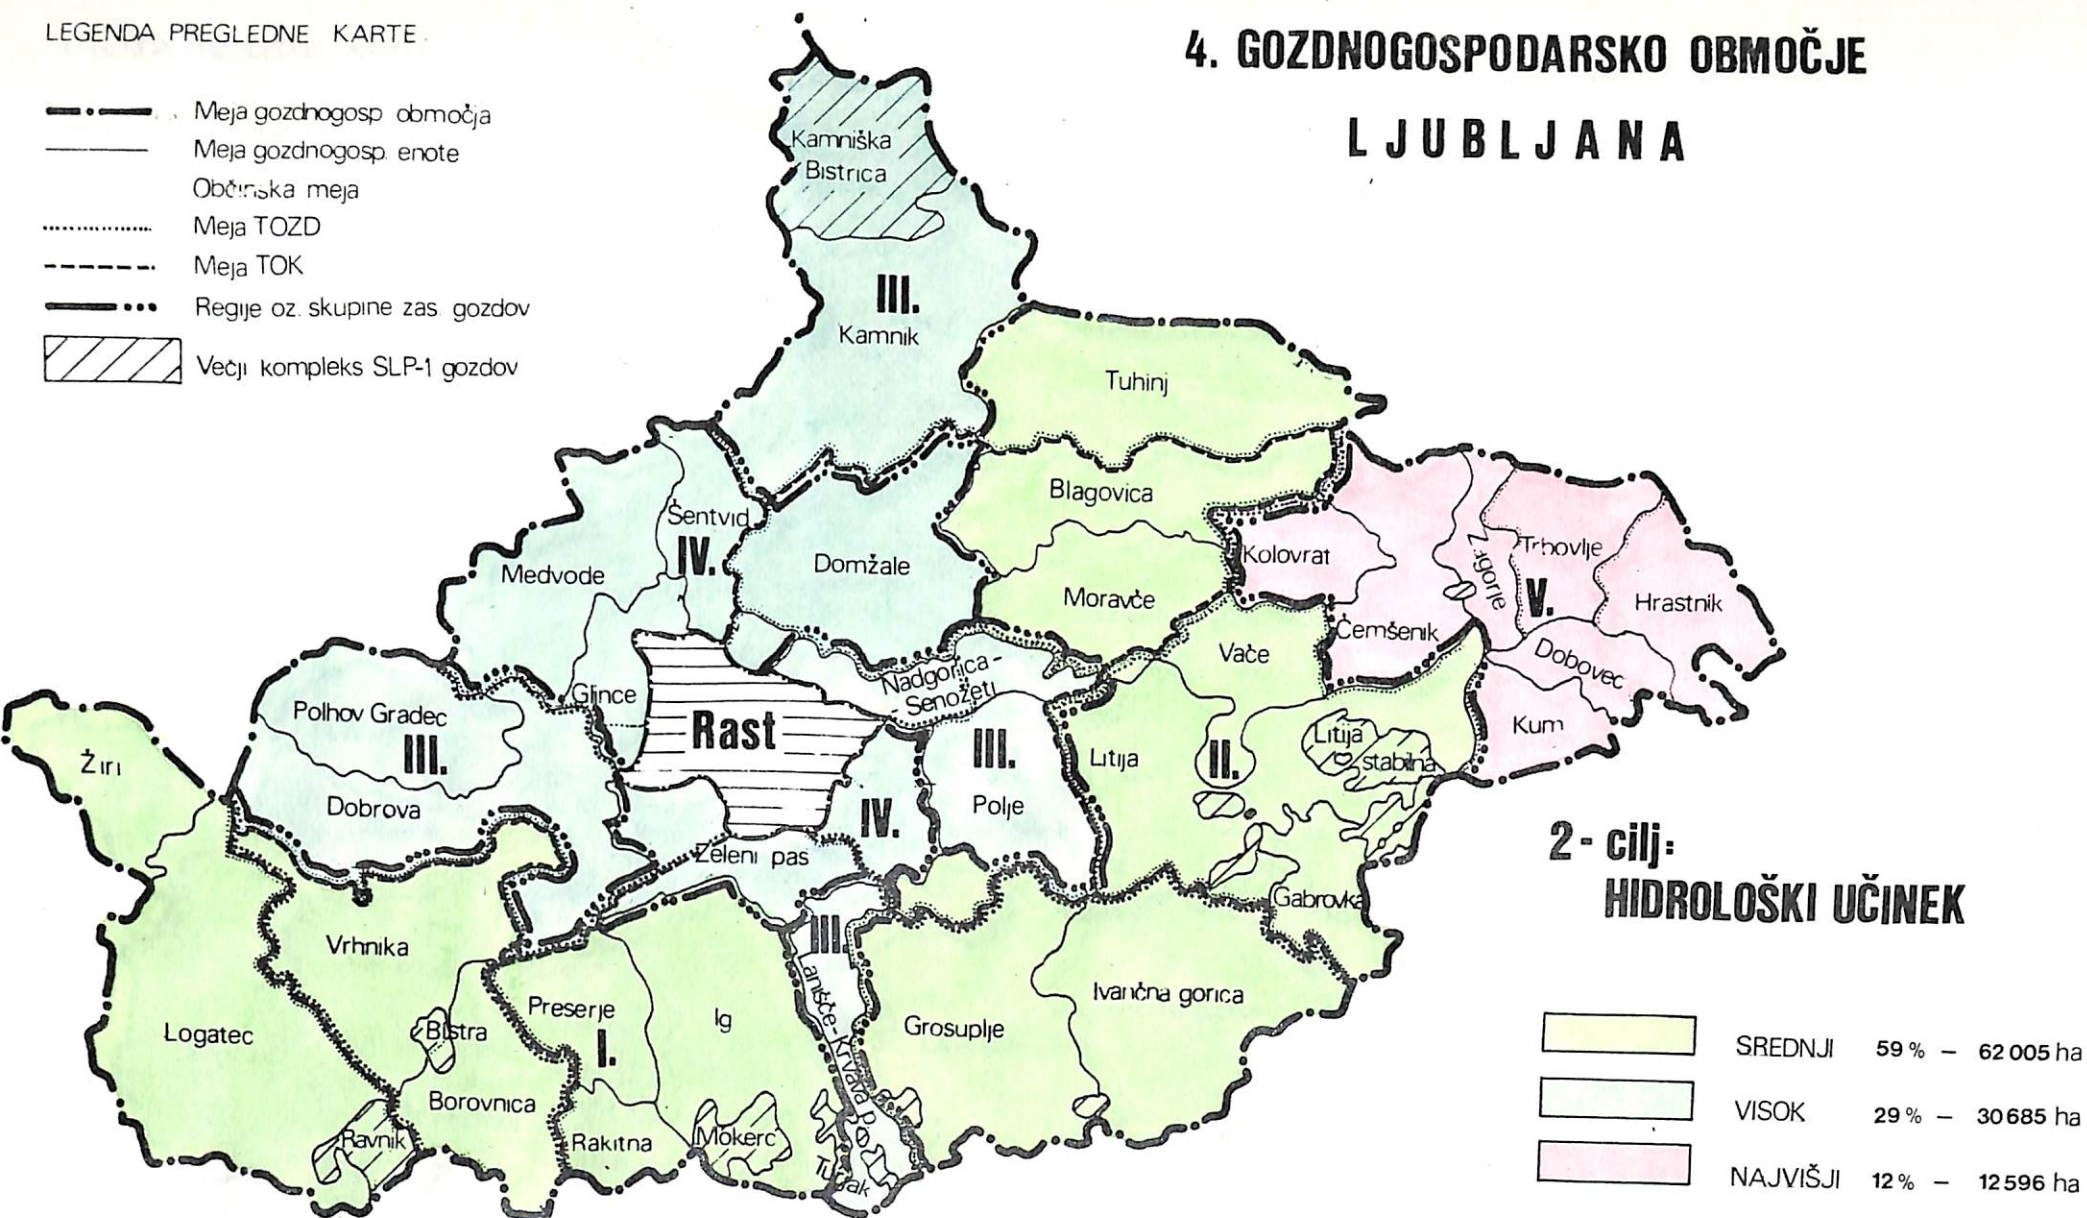 LEGENDA PREGLEDNE KARTE
Meja gozdnogosp območja
Meja gozdnogosp. enote
Občinska meja
Meja TOZD
Meja TOK
Regije oz. skupine zas. gozdov
Večji kompleks SLP-1 gozdov
4. GOZDNOGOSPODARSKO OBMOČJE
LJUBLJANA
Kamniška
Bistrica
III.
Kamnik
Tuhinj
Blagovica
Šentvid
IV.
Medvode
Domžale
Moravče
Kolovrat
Zagorje
Trbovlje
V.
Hrastnik
Čemšenik
Dobovec
Kum
Vače
Nadgorica -
- Senožeti
Glince
Rast
Polhov Gradec
III.
Dobrova
Žiri
III.
Polje
IV.
Litija
II.
Litija
stabilna
Zeleni pas
Gabrovka
Vrhnika
III.
Lanišče-Krvava p.
Logatec
Bistra
Preserje
I.
Ig
Grosuplje
Ivančna gorica
Borovnica
Ravnik
Rakitna
Mokerc
Turjak
2- cilj:
HIDROLOŠKI UČINEK
SREDNJI 59 % – 62 005 ha
VISOK 29 % – 30 685 ha
NAJVIŠJI 12 % – 12 596 ha